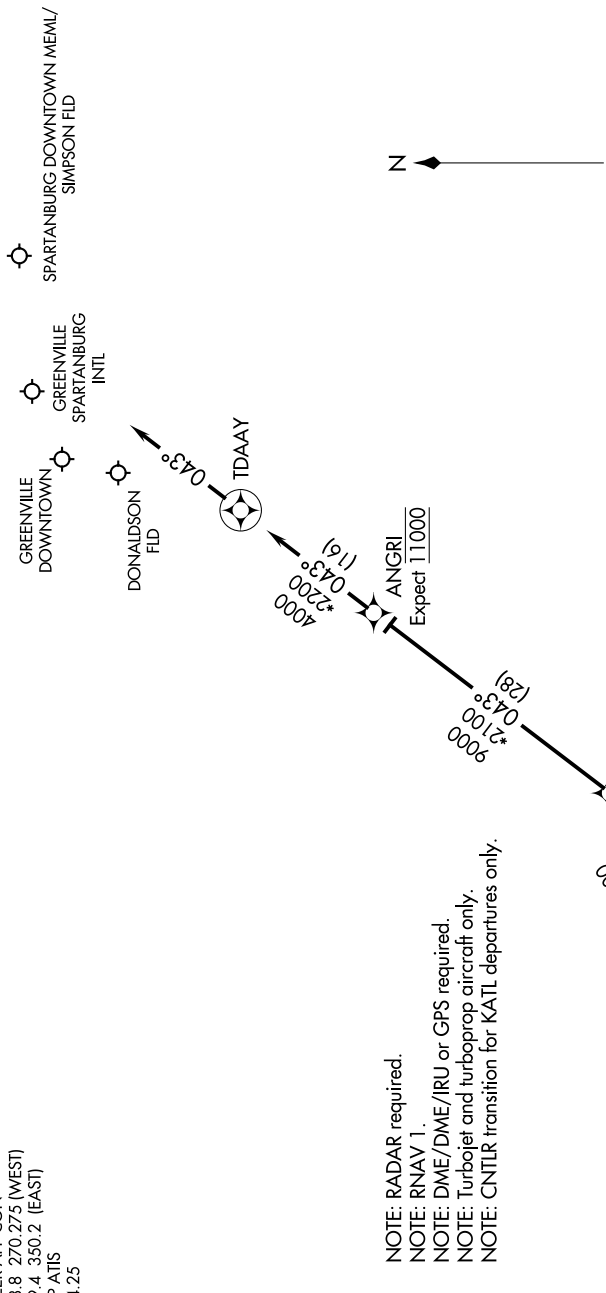 270.275 (WEST)
350.2 (EAST)
ATIS
SPARTANBURG DOWNTOWN MEML/
SIMPSON FLD
GREENVILLE
SPARTANBURG
INTL
GREENVILLE
DOWNTOWN
DONALDSON
FLD
043°
TDAAY
4000
*2200
043°
(16)
ANGRI
Expect 11000
9000
*2100
043°
(28)
N
NOTE: RADAR required.
NOTE: RNAV 1.
NOTE: DME/DME/IRU or GPS required.
NOTE: Turbojet and turboprop aircraft only.
NOTE: CNTLR transition for KATL departures only.